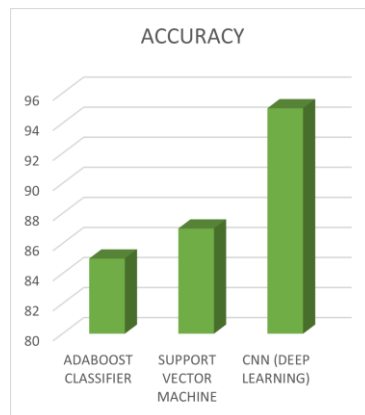 ACCURACY
96
94
92
90
88
86
84
82
80
ADABOOST
CLASSIFIER
SUPPORT
VECTOR
MACHINE
CNN (DEEP
LEARNING)